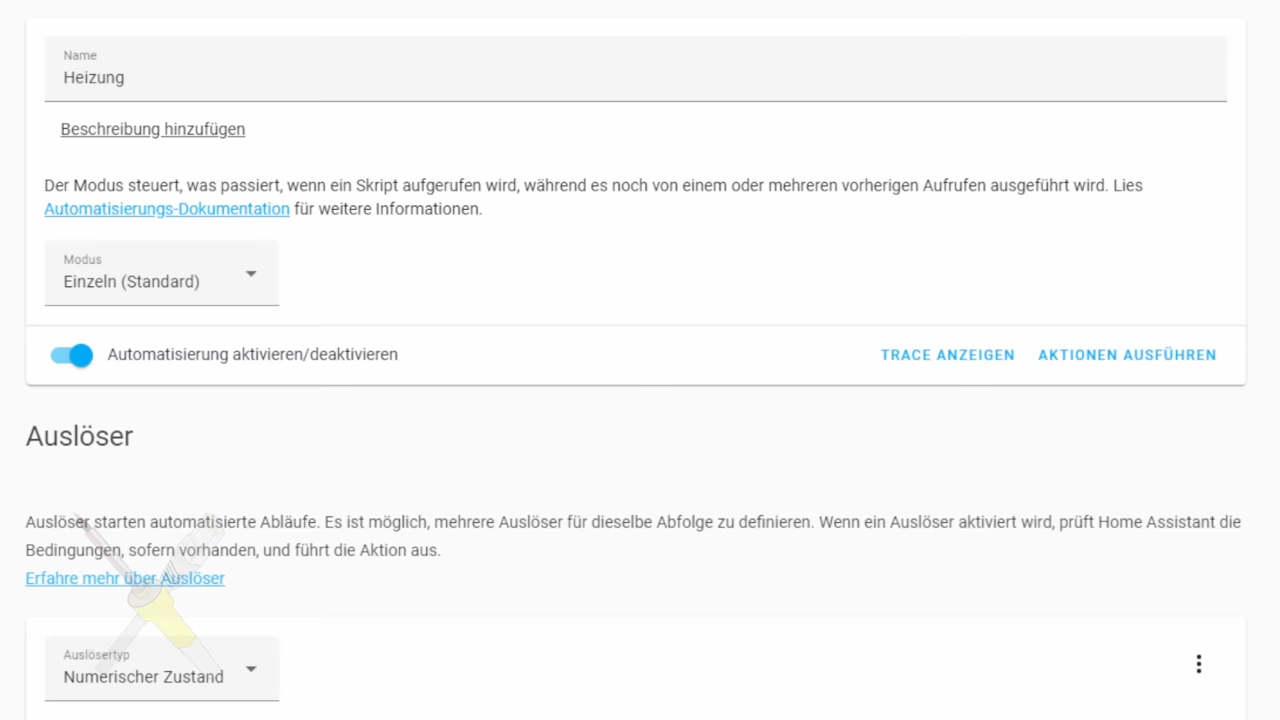 Name
Heizung
Beschreibung hinzufügen
Der Modus steuert, was passiert, wenn ein Skript aufgerufen wird, während es noch von einem oder mehreren vorherigen Aufrufen ausgeführt wird. Lies
Automatisierungs-Dokumentation für weitere Informationen.
Modus
Einzeln (Standard)
Automatisierung aktivieren/deaktivieren
TRACE ANZEIGEN
AKTIONEN AUSFÜHREN
Auslöser
Auslöser starten automatisierte Abläufe. Es ist möglich, mehrere Auslöser für dieselbe Abfolge zu definieren. Wenn ein Auslöser aktiviert wird, prüft Home Assistant die
Bedingungen, sofern vorhanden, und führt die Aktion aus.
Erfahre mehr über Auslöser
Auslösertyp
Numerischer Zustand